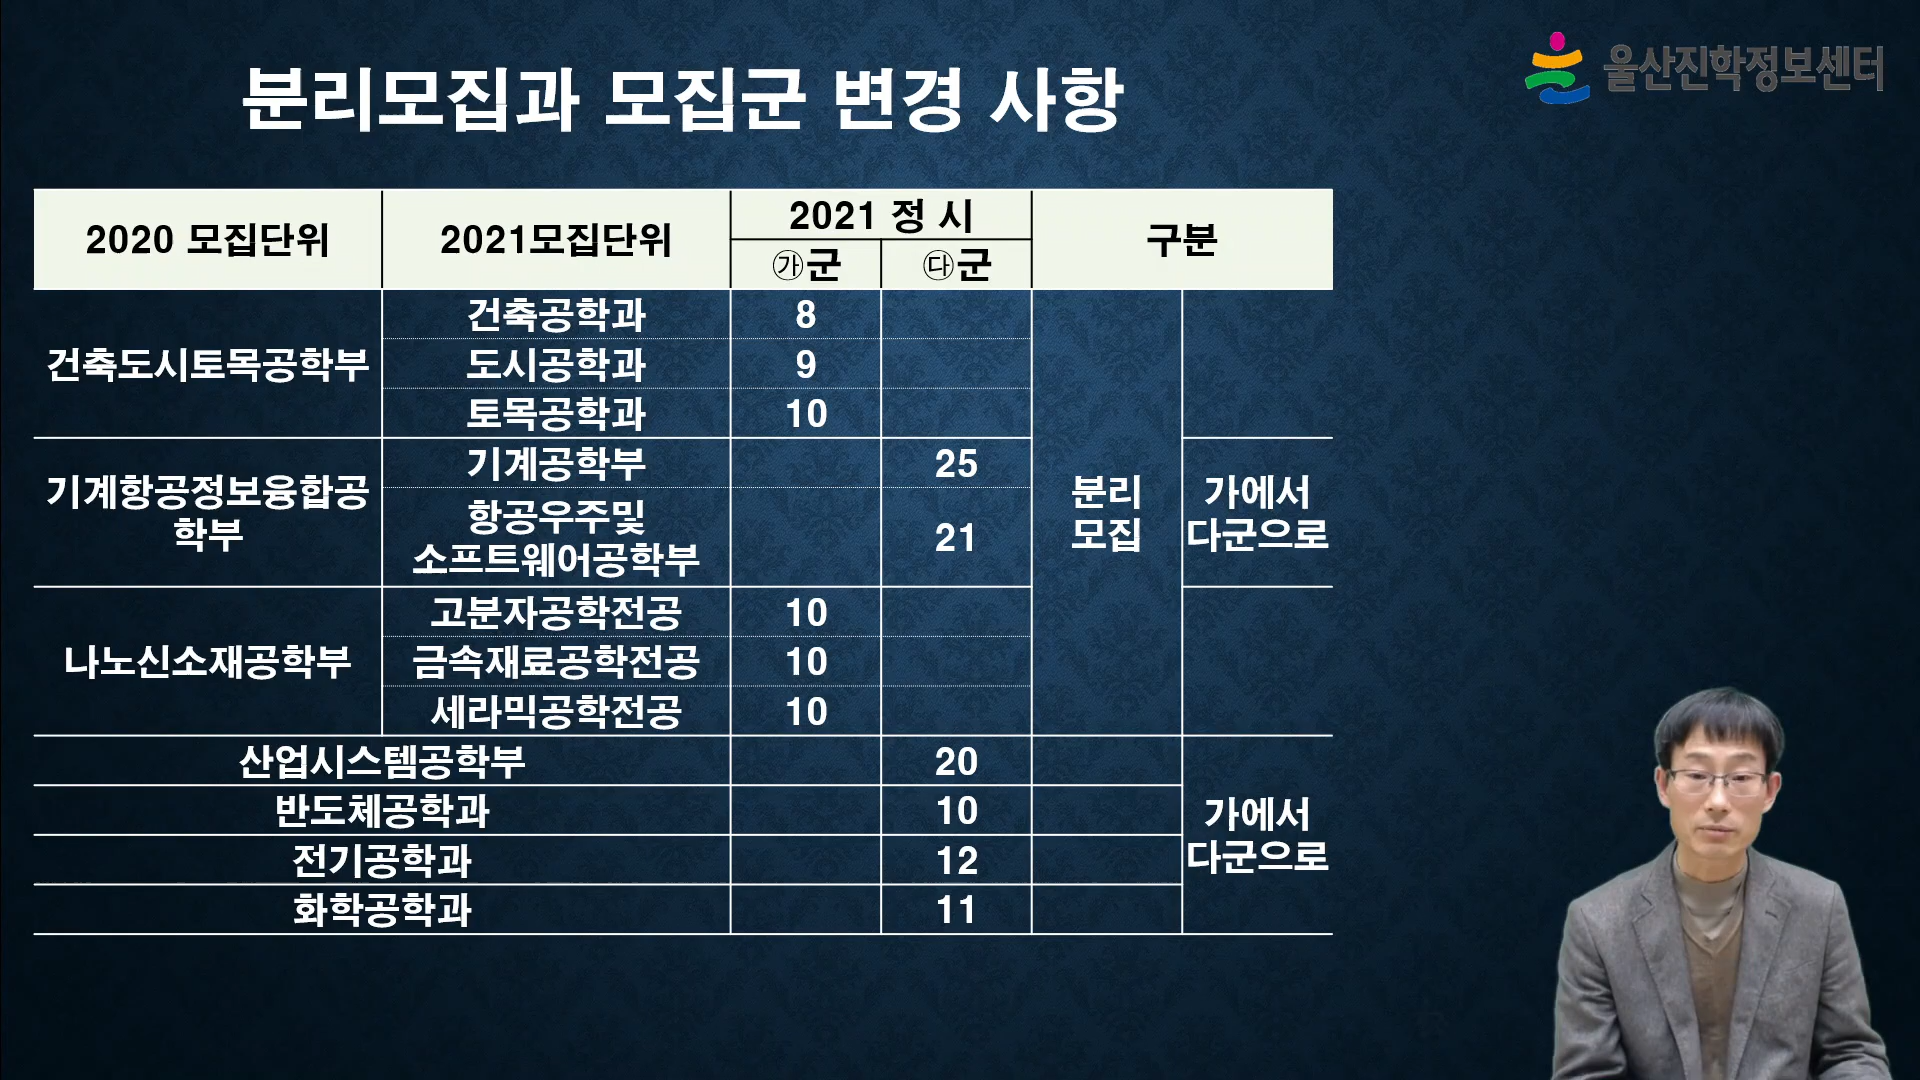 분리모집과 모집군 변경 사항
울산진학정보센터
2020 모집단위
2021모집단위
2021 정 시
구분
㉮군
㉰군
건축도시토목공학부
건축공학과
8
도시공학과
9
토목공학과
10
기계항공정보융합공
학부
기계공학부
25
항공우주및
소프트웨어공학부
21
분리
모집
가에서
다군으로
나노신소재공학부
고분자공학전공
10
금속재료공학전공
10
세라믹공학전공
10
산업시스템공학부
20
반도체공학과
10
전기공학과
12
화학공학과
11
가에서
다군으로